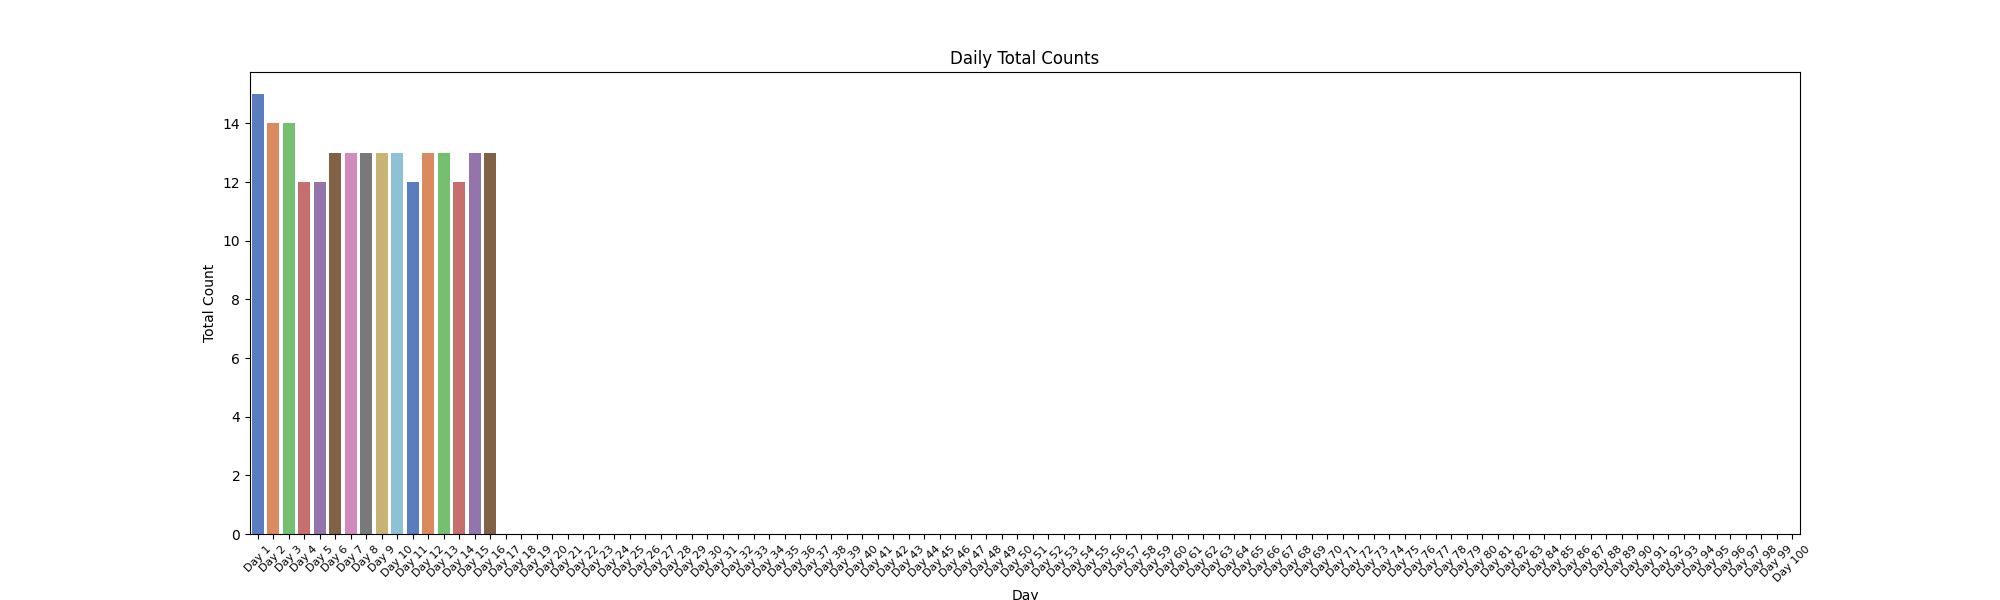 Daily Total Counts
Total Count
14
12
10
8
6
4
2
0
Day 1
Day 2
Day 3
Day 4
Day 5
Day 6
Day 7
Day 8
Day 9
Day 10
Day 11
Day 12
Day 13
Day 14
Day 15
Day 16
Day 17
Day 18
Day 19
Day 20
Day 21
Day 22
Day 23
Day 24
Day 25
Day 26
Day 27
Day 28
Day 29
Day 30
Day 31
Day 32
Day 33
Day 34
Day 35
Day 36
Day 37
Day 38
Day 39
Day 40
Day 41
Day 42
Day 43
Day 44
Day 45
Day 46
Day 47
Day 48
Day 49
Day 50
Day 51
Day 52
Day 53
Day 54
Day 55
Day 56
Day 57
Day 58
Day 59
Day 60
Day 61
Day 62
Day 63
Day 64
Day 65
Day 66
Day 67
Day 68
Day 69
Day 70
Day 71
Day 72
Day 73
Day 74
Day 75
Day 76
Day 77
Day 78
Day 79
Day 80
Day 81
Day 82
Day 83
Day 84
Day 85
Day 86
Day 87
Day 88
Day 89
Day 90
Day 91
Day 92
Day 93
Day 94
Day 95
Day 96
Day 97
Day 98
Day 99
Day 100
Day